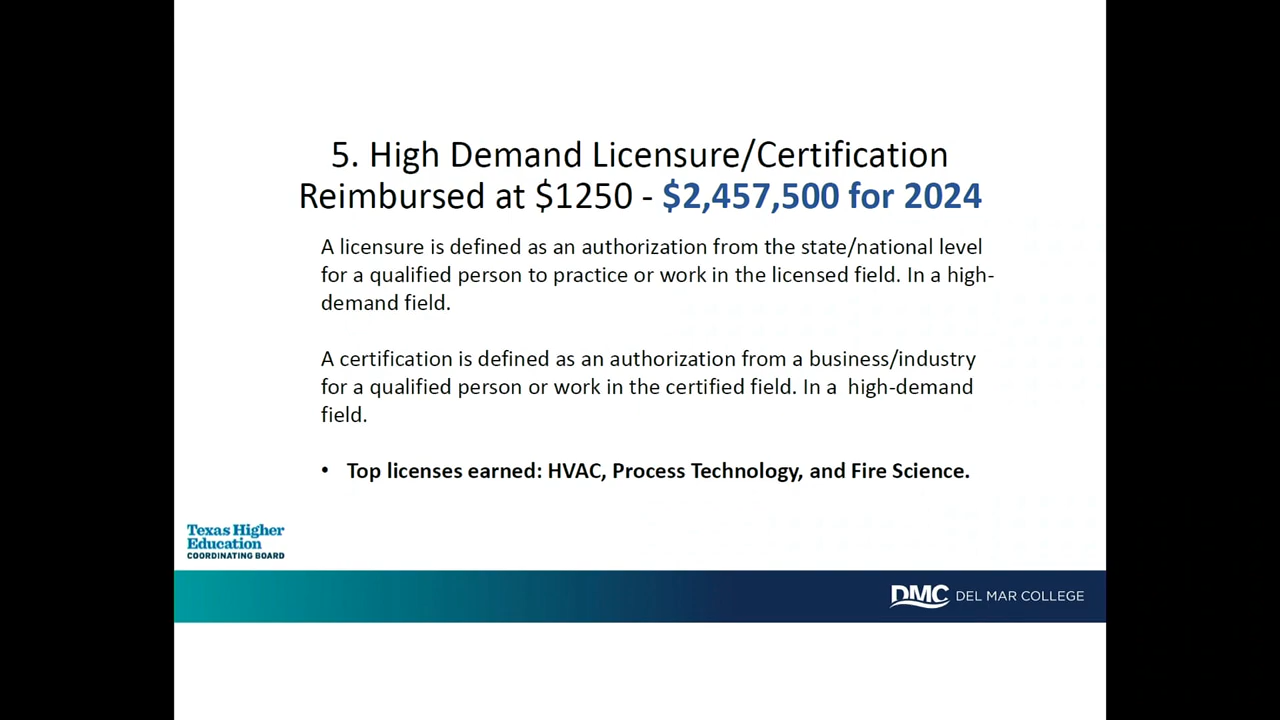 5. High Demand Licensure/Certification
Reimbursed at $1250 - $2,457,500 for 2024
A licensure is defined as an authorization from the state/national level
for a qualified person to practice or work in the licensed field. In a high-
demand field.
A certification is defined as an authorization from a business/industry
for a qualified person or work in the certified field. In a  high-demand
field.
• Top licenses earned: HVAC, Process Technology, and Fire Science.
Texas Higher
Education
COORDINATING BOARD
DMC DEL MAR COLLEGE